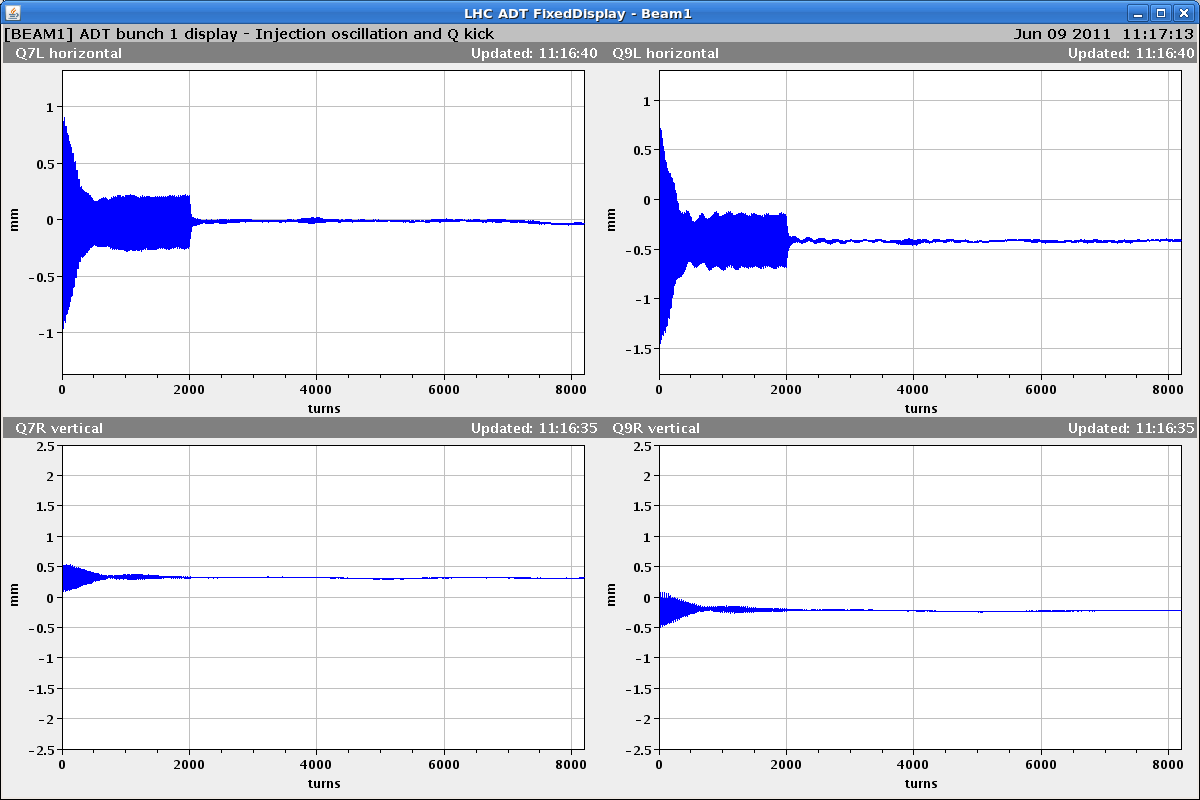 LHC ADT FixedDisplay - Beam1
[BEAM1] ADT bunch 1 display - Injection oscillation and Q kick Jun 09 2011 11:17:13
Q7L horizontal Updated: 11:16:40
1
0.5
0
-0.5
-1
mm
0 2000 4000 6000 8000
turns
Q9L horizontal Updated: 11:16:40
1
0.5
0
-0.5
-1
-1.5
mm
0 2000 4000 6000 8000
turns
Q7R vertical Updated: 11:16:35
2.5
2
1.5
1
0.5
0
-0.5
-1
-1.5
-2
-2.5
mm
0 2000 4000 6000 8000
turns
Q9R vertical Updated: 11:16:35
2.5
2
1.5
1
0.5
0
-0.5
-1
-1.5
-2
-2.5
mm
0 2000 4000 6000 8000
turns